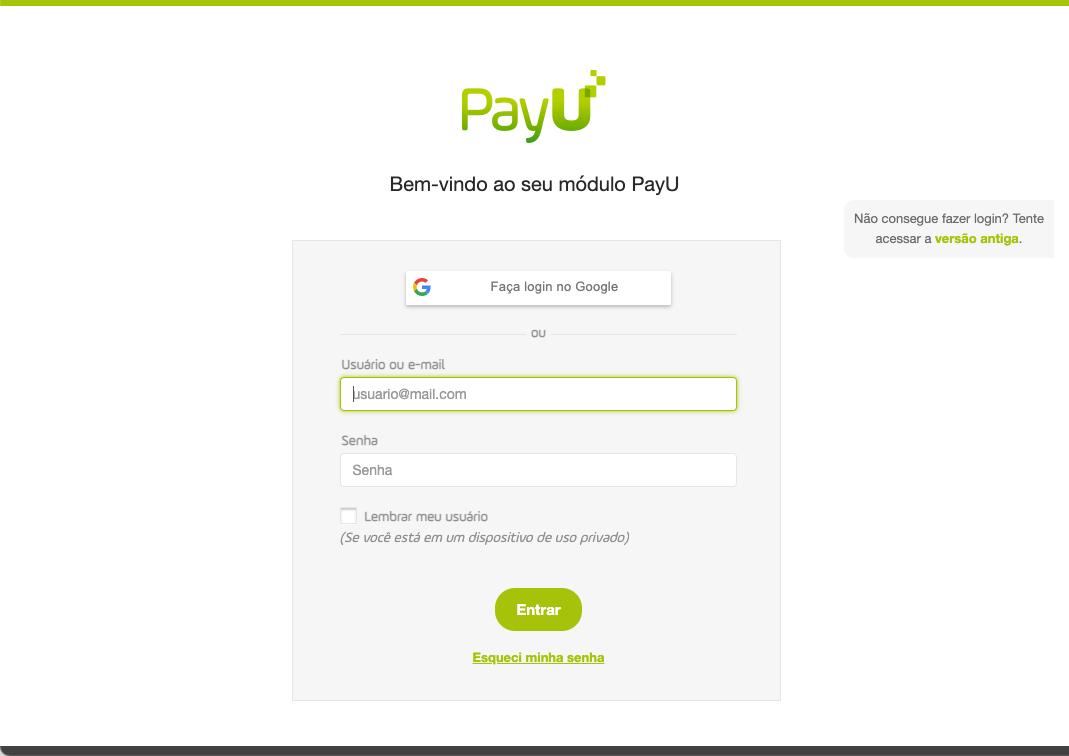 PayU
Bem-vindo ao seu módulo PayU
Não consegue fazer login? Tente
acessar a versão antiga.
Faça login no Google
ou
Usuário ou e-mail
usuario@mail.com
Senha
Senha
Lembrar meu usuário
(Se você está em um dispositivo de uso privado)
Entrar
Esqueci minha senha